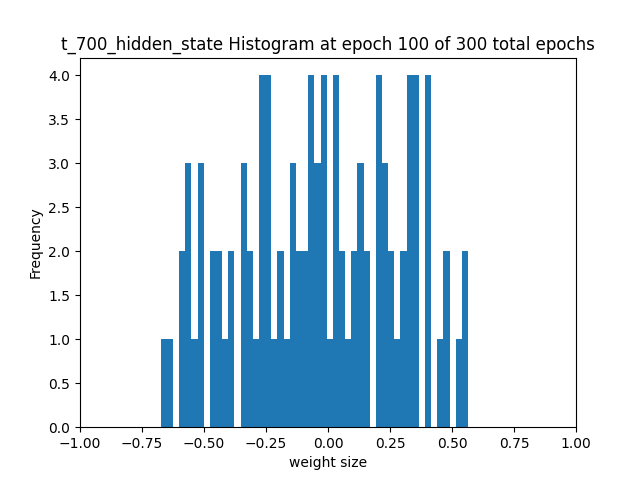 t_700_hidden_state Histogram at epoch 100 of 300 total epochs
4.0
3.5
3.0
2.5
2.0
1.5
1.0
0.5
0.0
Frequency
−1.00 −0.75 −0.50 −0.25 0.00 0.25 0.50 0.75 1.00
weight size